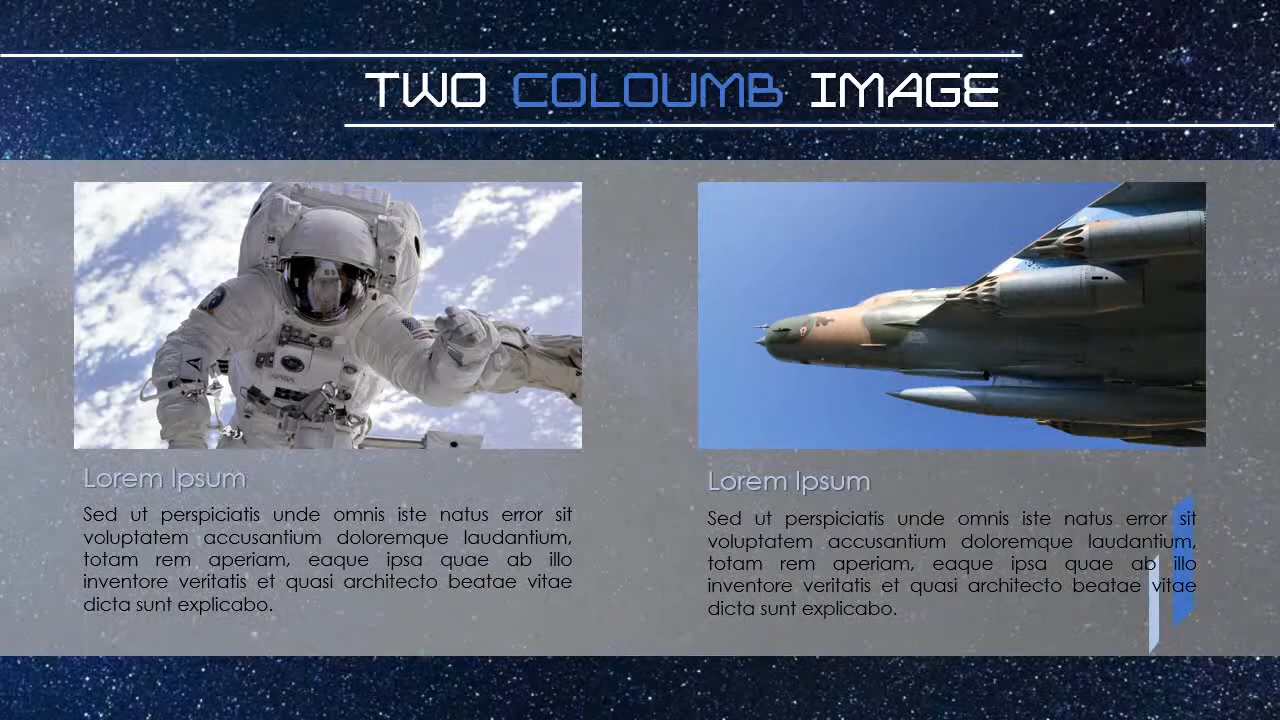 TWO COLOUMB IMAGE
Lorem Ipsum
Sed ut perspiciatis unde omnis iste natus error sit
voluptatem accusantium doloremque laudantium,
totam rem aperiam, eaque ipsa quae ab illo
inventore veritatis et quasi architecto beatae vitae
dicta sunt explicabo.
Lorem Ipsum
Sed ut perspiciatis unde omnis iste natus error sit
voluptatem accusantium doloremque laudantium,
totam rem aperiam, eaque ipsa quae ab illo
inventore veritatis et quasi architecto beatae vitae
dicta sunt explicabo.